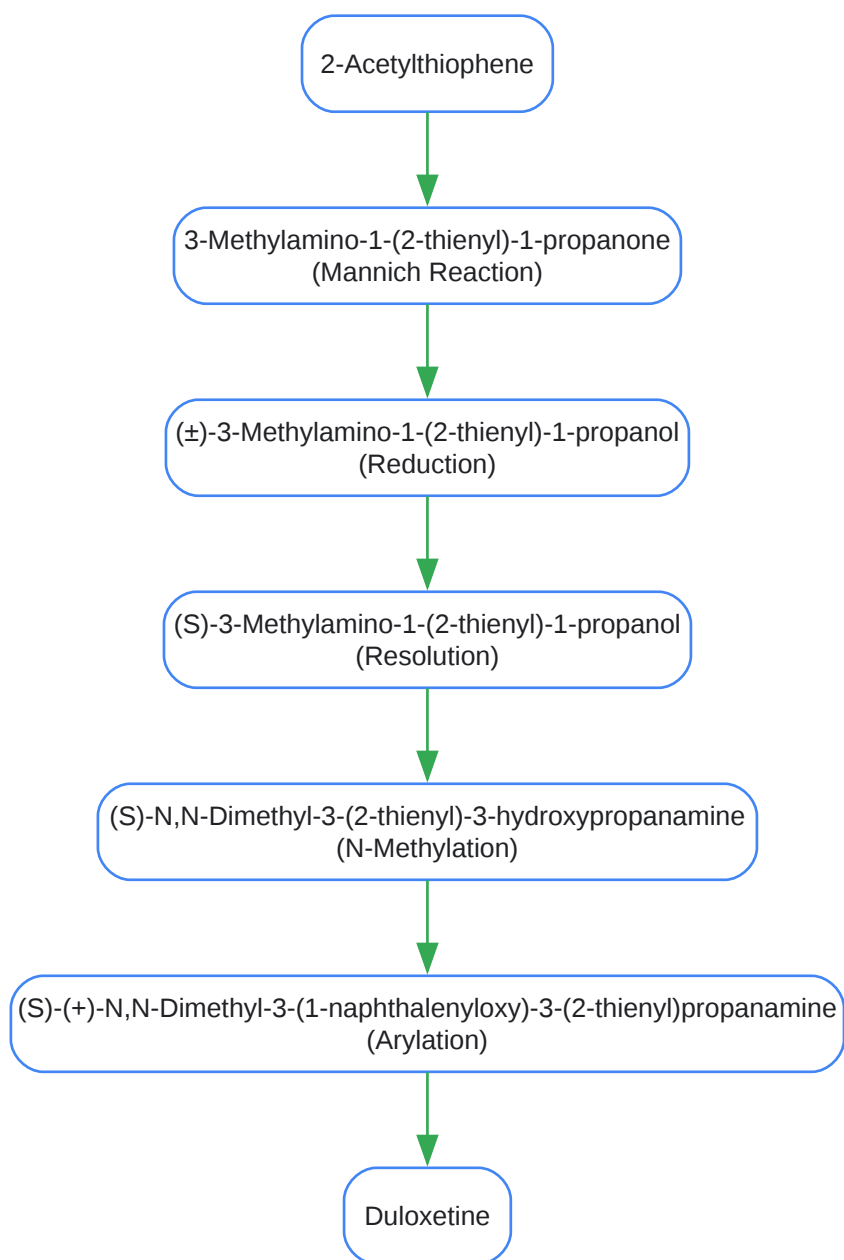 2-Acetylthiophene
3-Methylamino-1-(2-thienyl)-1-propanone
(Mannich Reaction)
(±)-3-Methylamino-1-(2-thienyl)-1-propanol
(Reduction)
(S)-3-Methylamino-1-(2-thienyl)-1-propanol
(Resolution)
(S)-N,N-Dimethyl-3-(2-thienyl)-3-hydroxypropanamine
(N-Methylation)
(S)-(+)-N,N-Dimethyl-3-(1-naphthalenyloxy)-3-(2-thienyl)propanamine
(Arylation)
Duloxetine